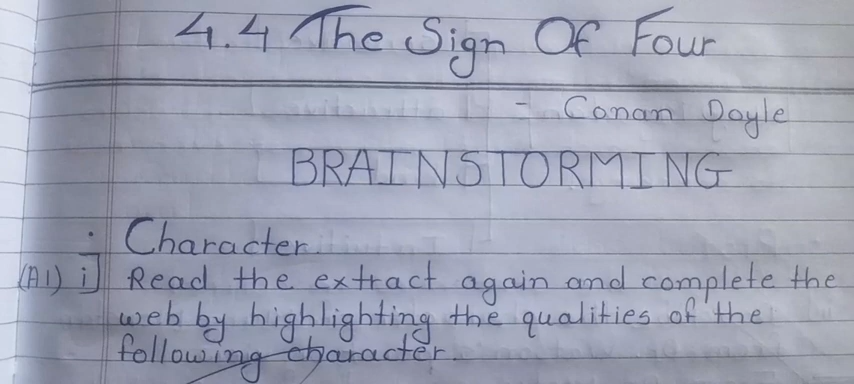 4.4 The Sign Of Four
- Conan Doyle
BRAINSTORMING
• Character
(A1) i] Read the extract again and complete the
web by highlighting the qualities of the
following character.